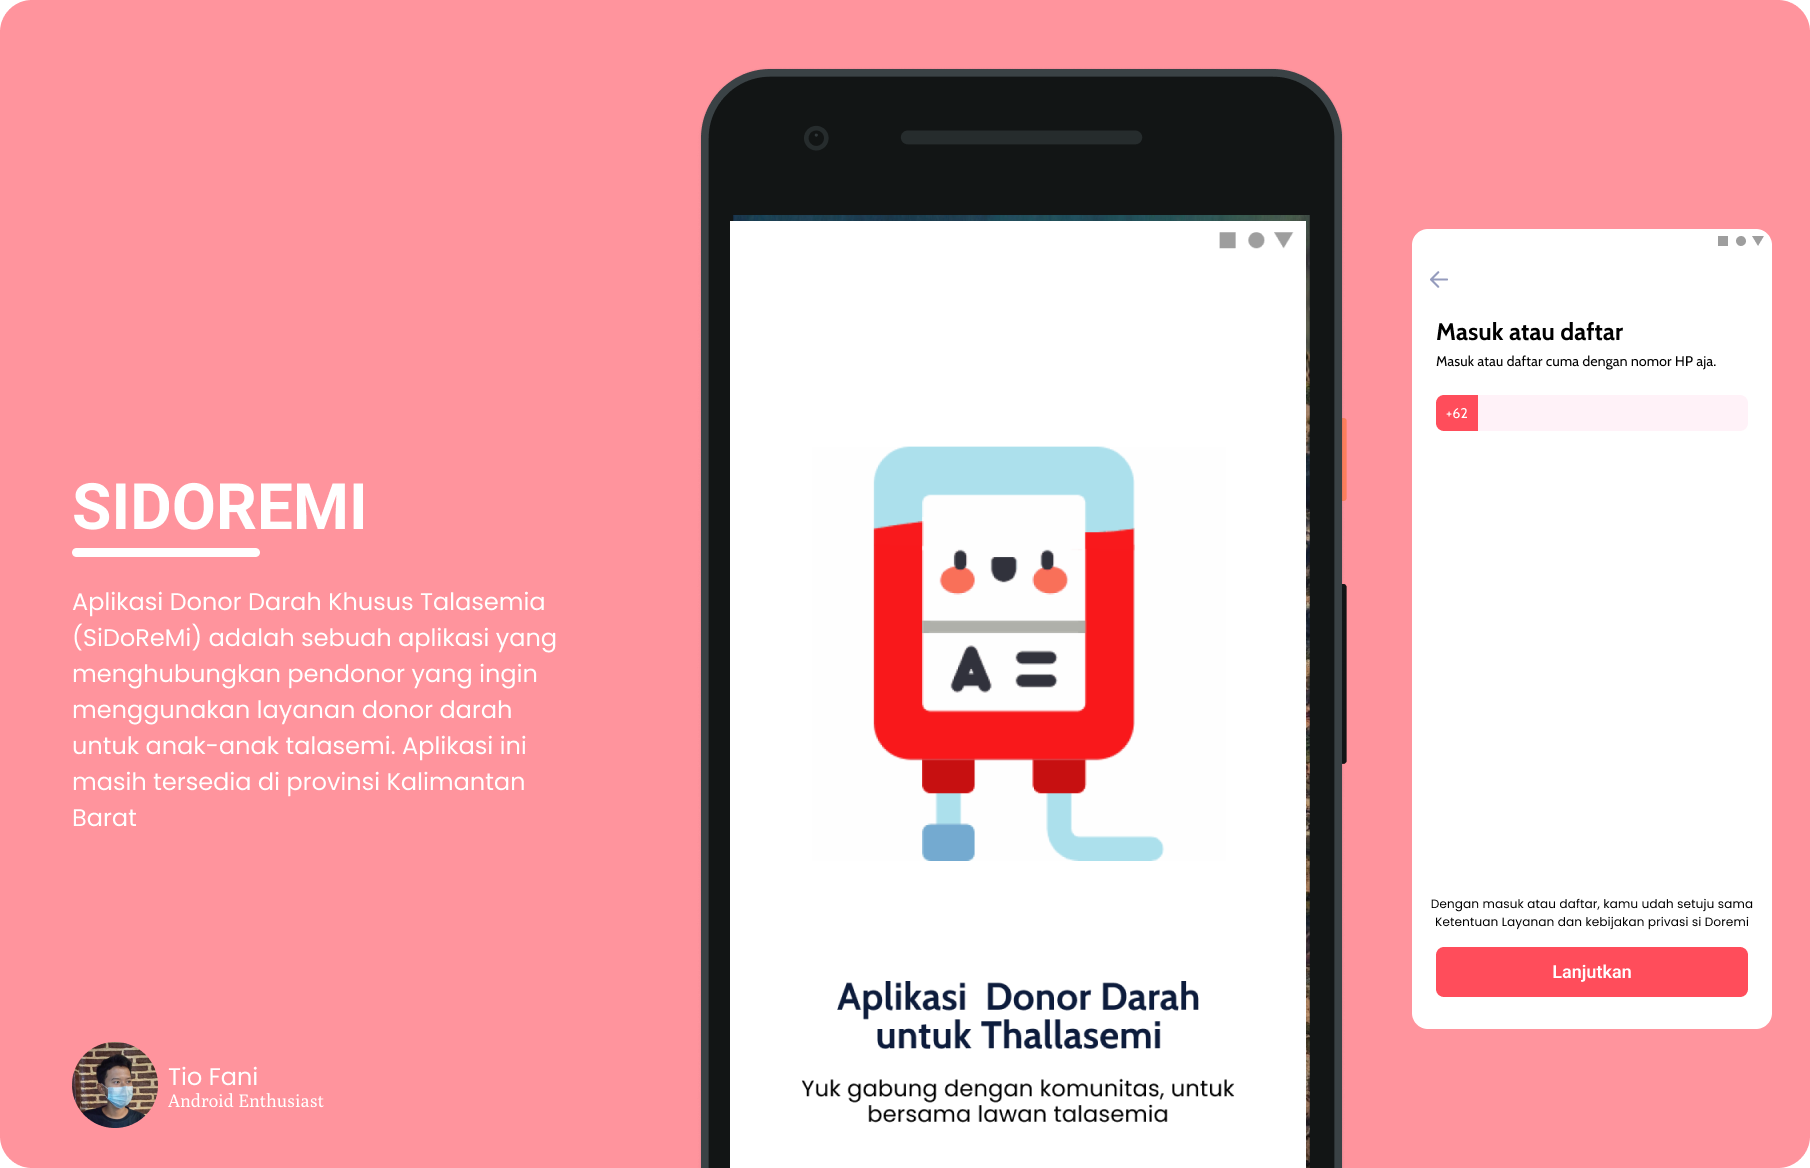 SIDOREMI
Aplikasi Donor Darah Khusus Talasemia
(SiDoReMi) adalah sebuah aplikasi yang
menghubungkan pendonor yang ingin
menggunakan layanan donor darah
untuk anak-anak talasemi. Aplikasi ini
masih tersedia di provinsi Kalimantan
Barat
Tio Fani
Android Enthusiast
A
Aplikasi Donor Darah
untuk Thallasemi
Yuk gabung dengan komunitas, untuk
bersama lawan talasemia
Masuk atau daftar
Masuk atau daftar cuma dengan nomor HP aja.
+62
Dengan masuk atau daftar, kamu udah setuju sama
Ketentuan Layanan dan kebijakan privasi si Doremi
Lanjutkan